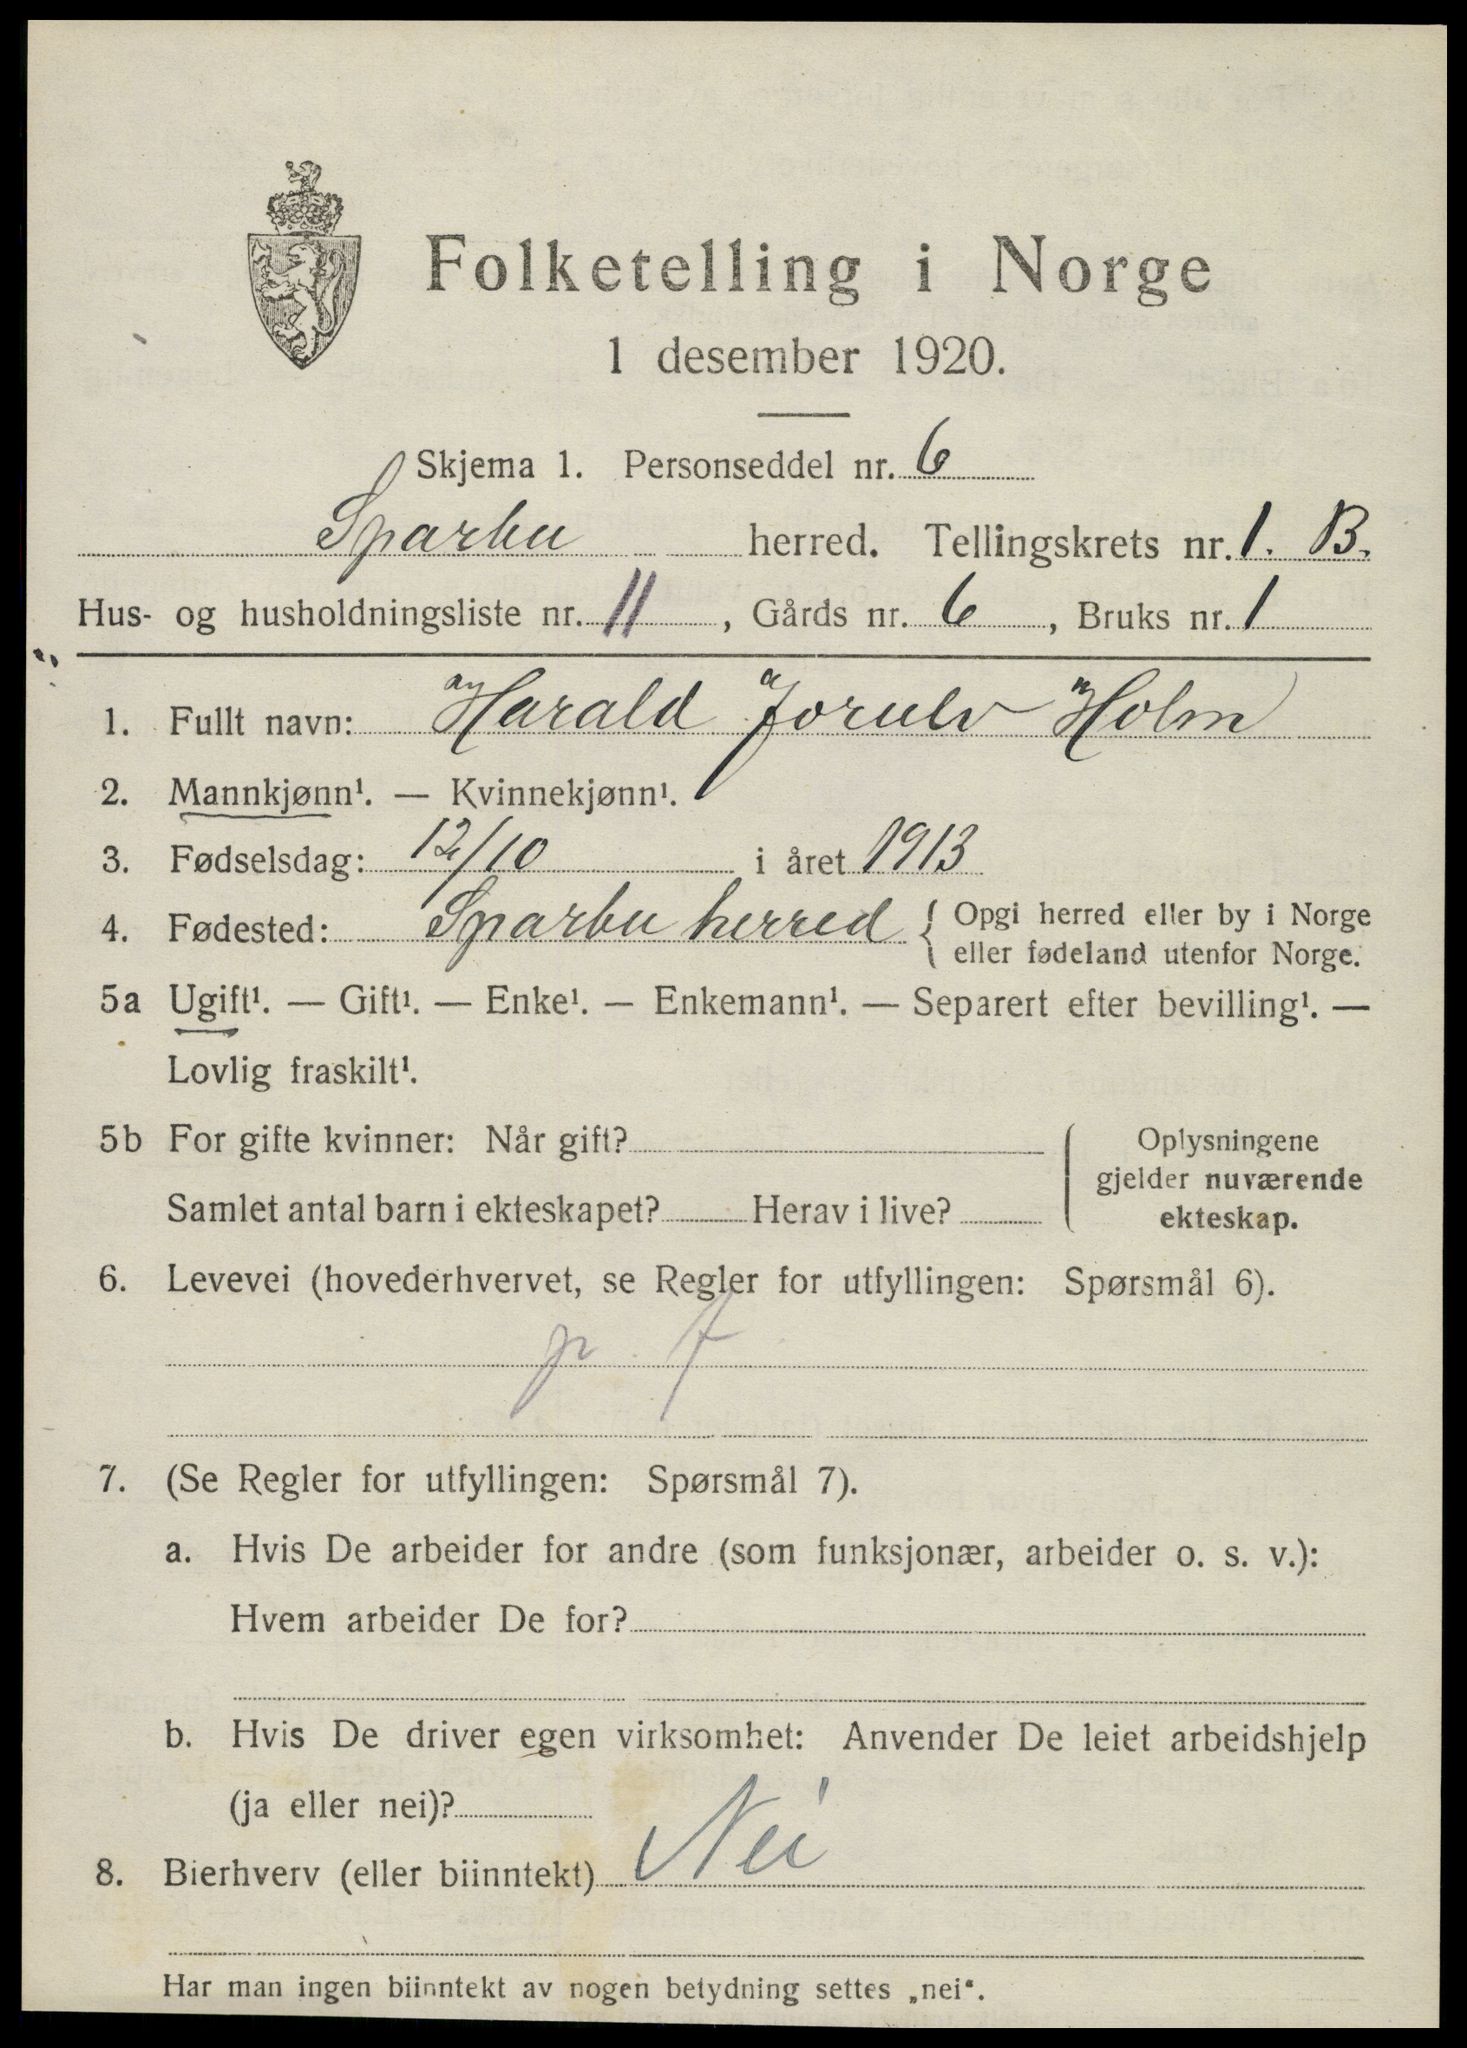 Folketelling i Norge
1 desember 1920.
Skjema 1. Personseddel nr. 6
Sparbu herred. Tellingskrets nr. 1. B.
Hus- og husholdningsliste nr. 11, Gårds nr. 6, Bruks nr. 1
1. Fullt navn: Harald Jorulv Holm
2. Mannkjønn¹. — Kvinnekjønn¹.
3. Fødselsdag: 12/10 i året 1913
4. Fødested: Sparbu herred { Opgi herred eller by i Norge
eller fødeland utenfor Norge.
5a Ugift¹. — Gift¹. — Enke¹. — Enkemann¹. — Separert efter bevilling¹. —
Lovlig fraskilt¹.
5b For gifte kvinner: Når gift?
Samlet antal barn i ekteskapet? Herav i live?
Oplysningene
gjelder nuværende
ekteskap.
6. Levevei (hovederhvervet, se Regler for utfyllingen: Spørsmål 6).
p. f
7. (Se Regler for utfyllingen: Spørsmål 7).
a. Hvis De arbeider for andre (som funksjonær, arbeider o. s. v.):
Hvem arbeider De for?
b. Hvis De driver egen virksomhet: Anvender De leiet arbeidshjelp
(ja eller nei)?
8. Bierhverv (eller biinntekt) Nei
Har man ingen biinntekt av nogen betydning settes „nei“.